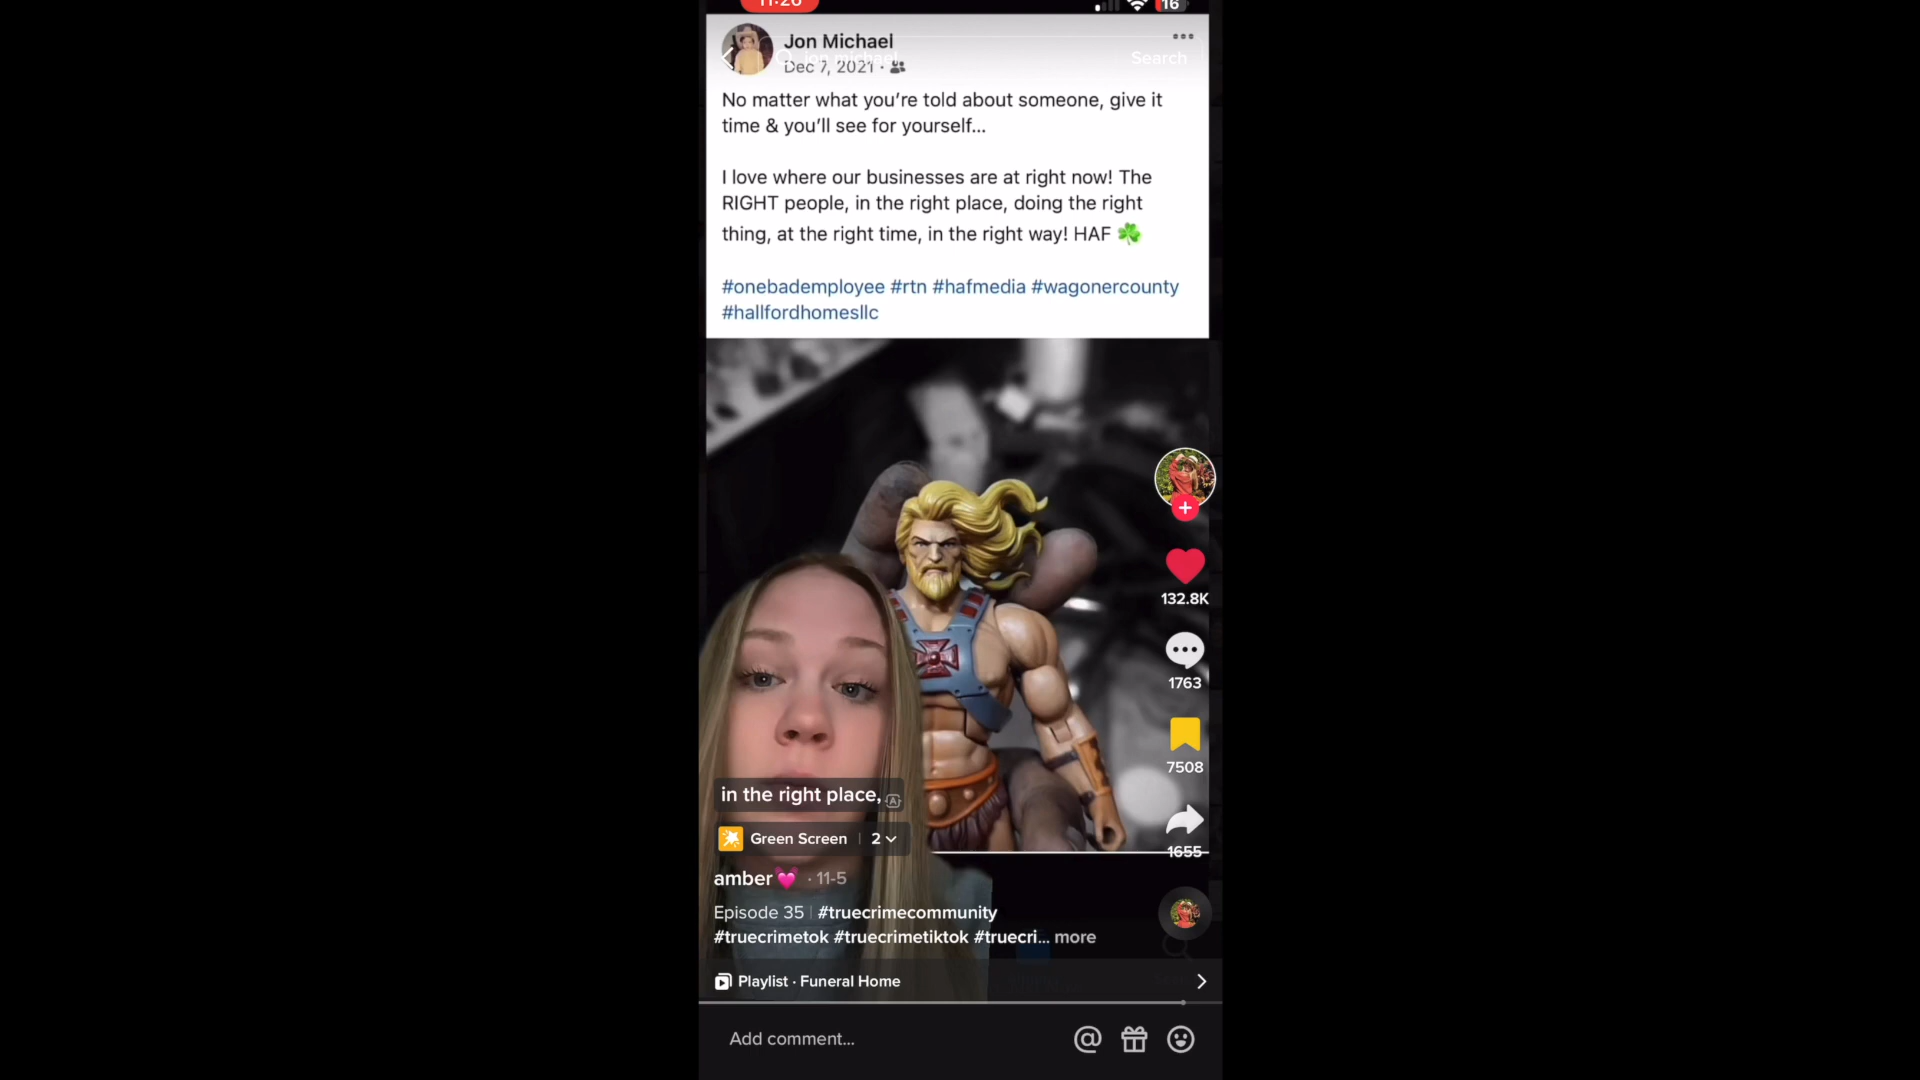 11:26
16
Jon Michael
jon michael
Search
Dec 7, 2021 ·
No matter what you're told about someone, give it
time & you'll see for yourself...
I love where our businesses are at right now! The
RIGHT people, in the right place, doing the right
thing, at the right time, in the right way! HAF ☘️
#onebademployee #rtn #hafmedia #wagonercounty
#hallfordhomesllc
132.8K
1763
7508
1655
in the right place,
A
Green Screen | 2
amber💓 · 11-5
Episode 35 | #truecrimecommunity
#truecrimetok #truecrimetiktok #truecri... more
Playlist · Funeral Home
Add comment...
@